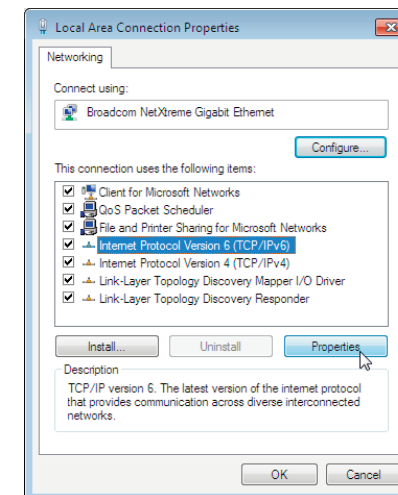 Local Area Connection Properties
Networking
Connect using:
Broadcom NetXtreme Gigabit Ethernet
Configure...
This connection uses the following items:
Client for Microsoft Networks
QoS Packet Scheduler
File and Printer Sharing for Microsoft Networks
Internet Protocol Version 6 (TCP/IPv6)
Internet Protocol Version 4 (TCP/IPv4)
Link-Layer Topology Discovery Mapper I/O Driver
Link-Layer Topology Discovery Responder
Install... Uninstall Properties
Description
TCP/IP version 6. The latest version of the internet protocol
that provides communication across diverse interconnected
networks.
OK Cancel